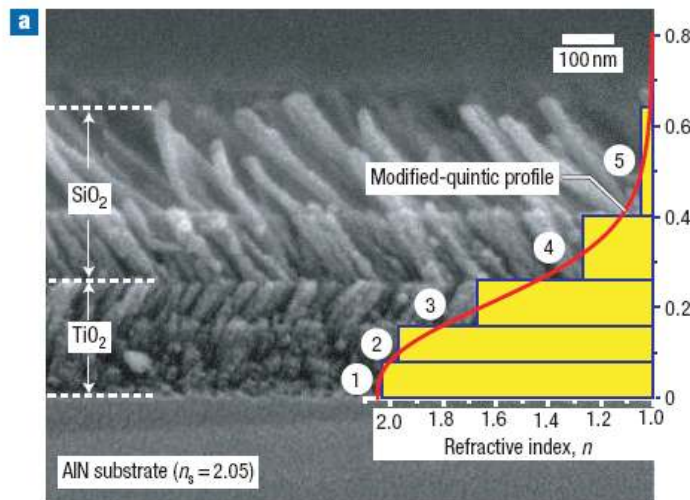 a
100 nm
0.8
0.6
5
Modified-quintic profile
SiO₂
0.4
4
3
0.2
TiO₂
2
1
0
2.0 1.8 1.6 1.4 1.2 1.0
Refractive index, n
AlN substrate (nₛ = 2.05)